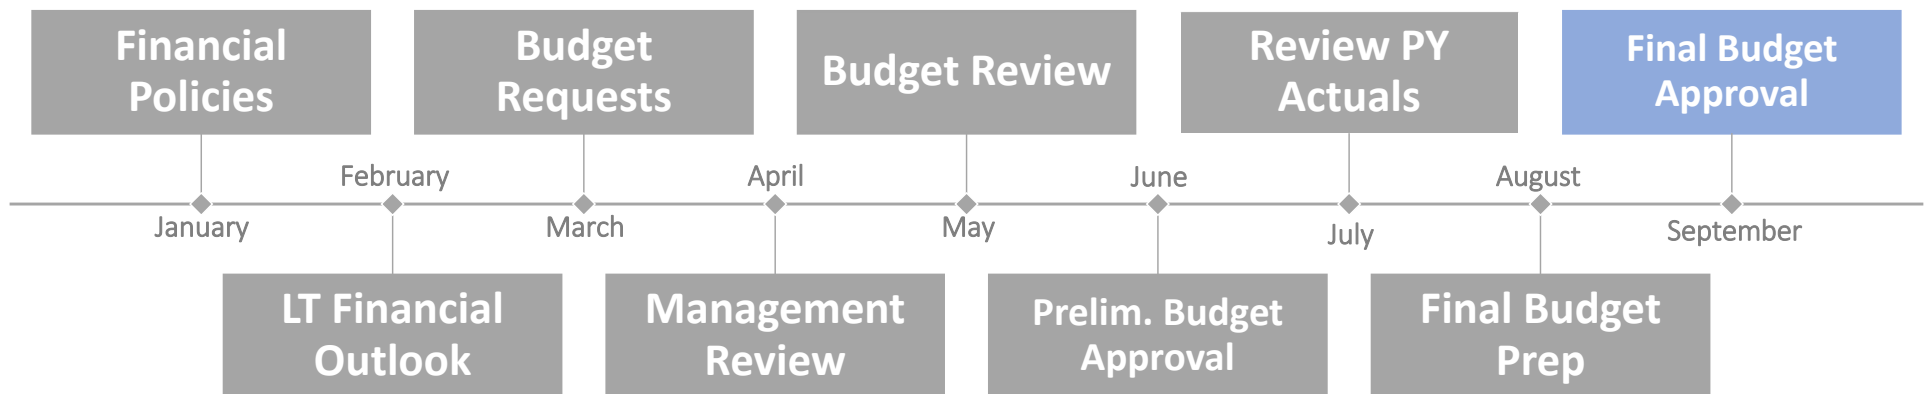 Financial
Policies
Budget
Requests
Budget Review
Review PY
Actuals
Final Budget
Approval
February
April
June
August
January
March
May
July
September
LT Financial
Outlook
Management
Review
Prelim. Budget
Approval
Final Budget
Prep